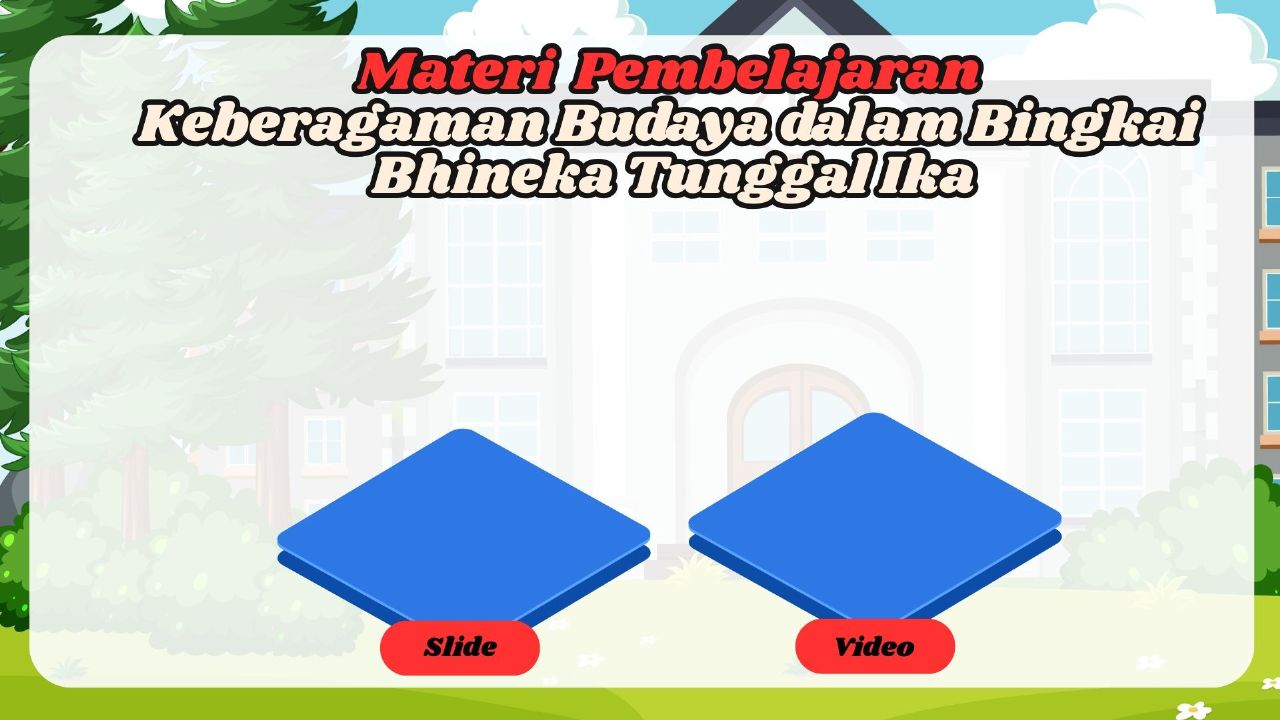 Materi Pembelajaran
Keberagaman Budaya dalam Bingkai
Bhineka Tunggal Ika
Slide
Video